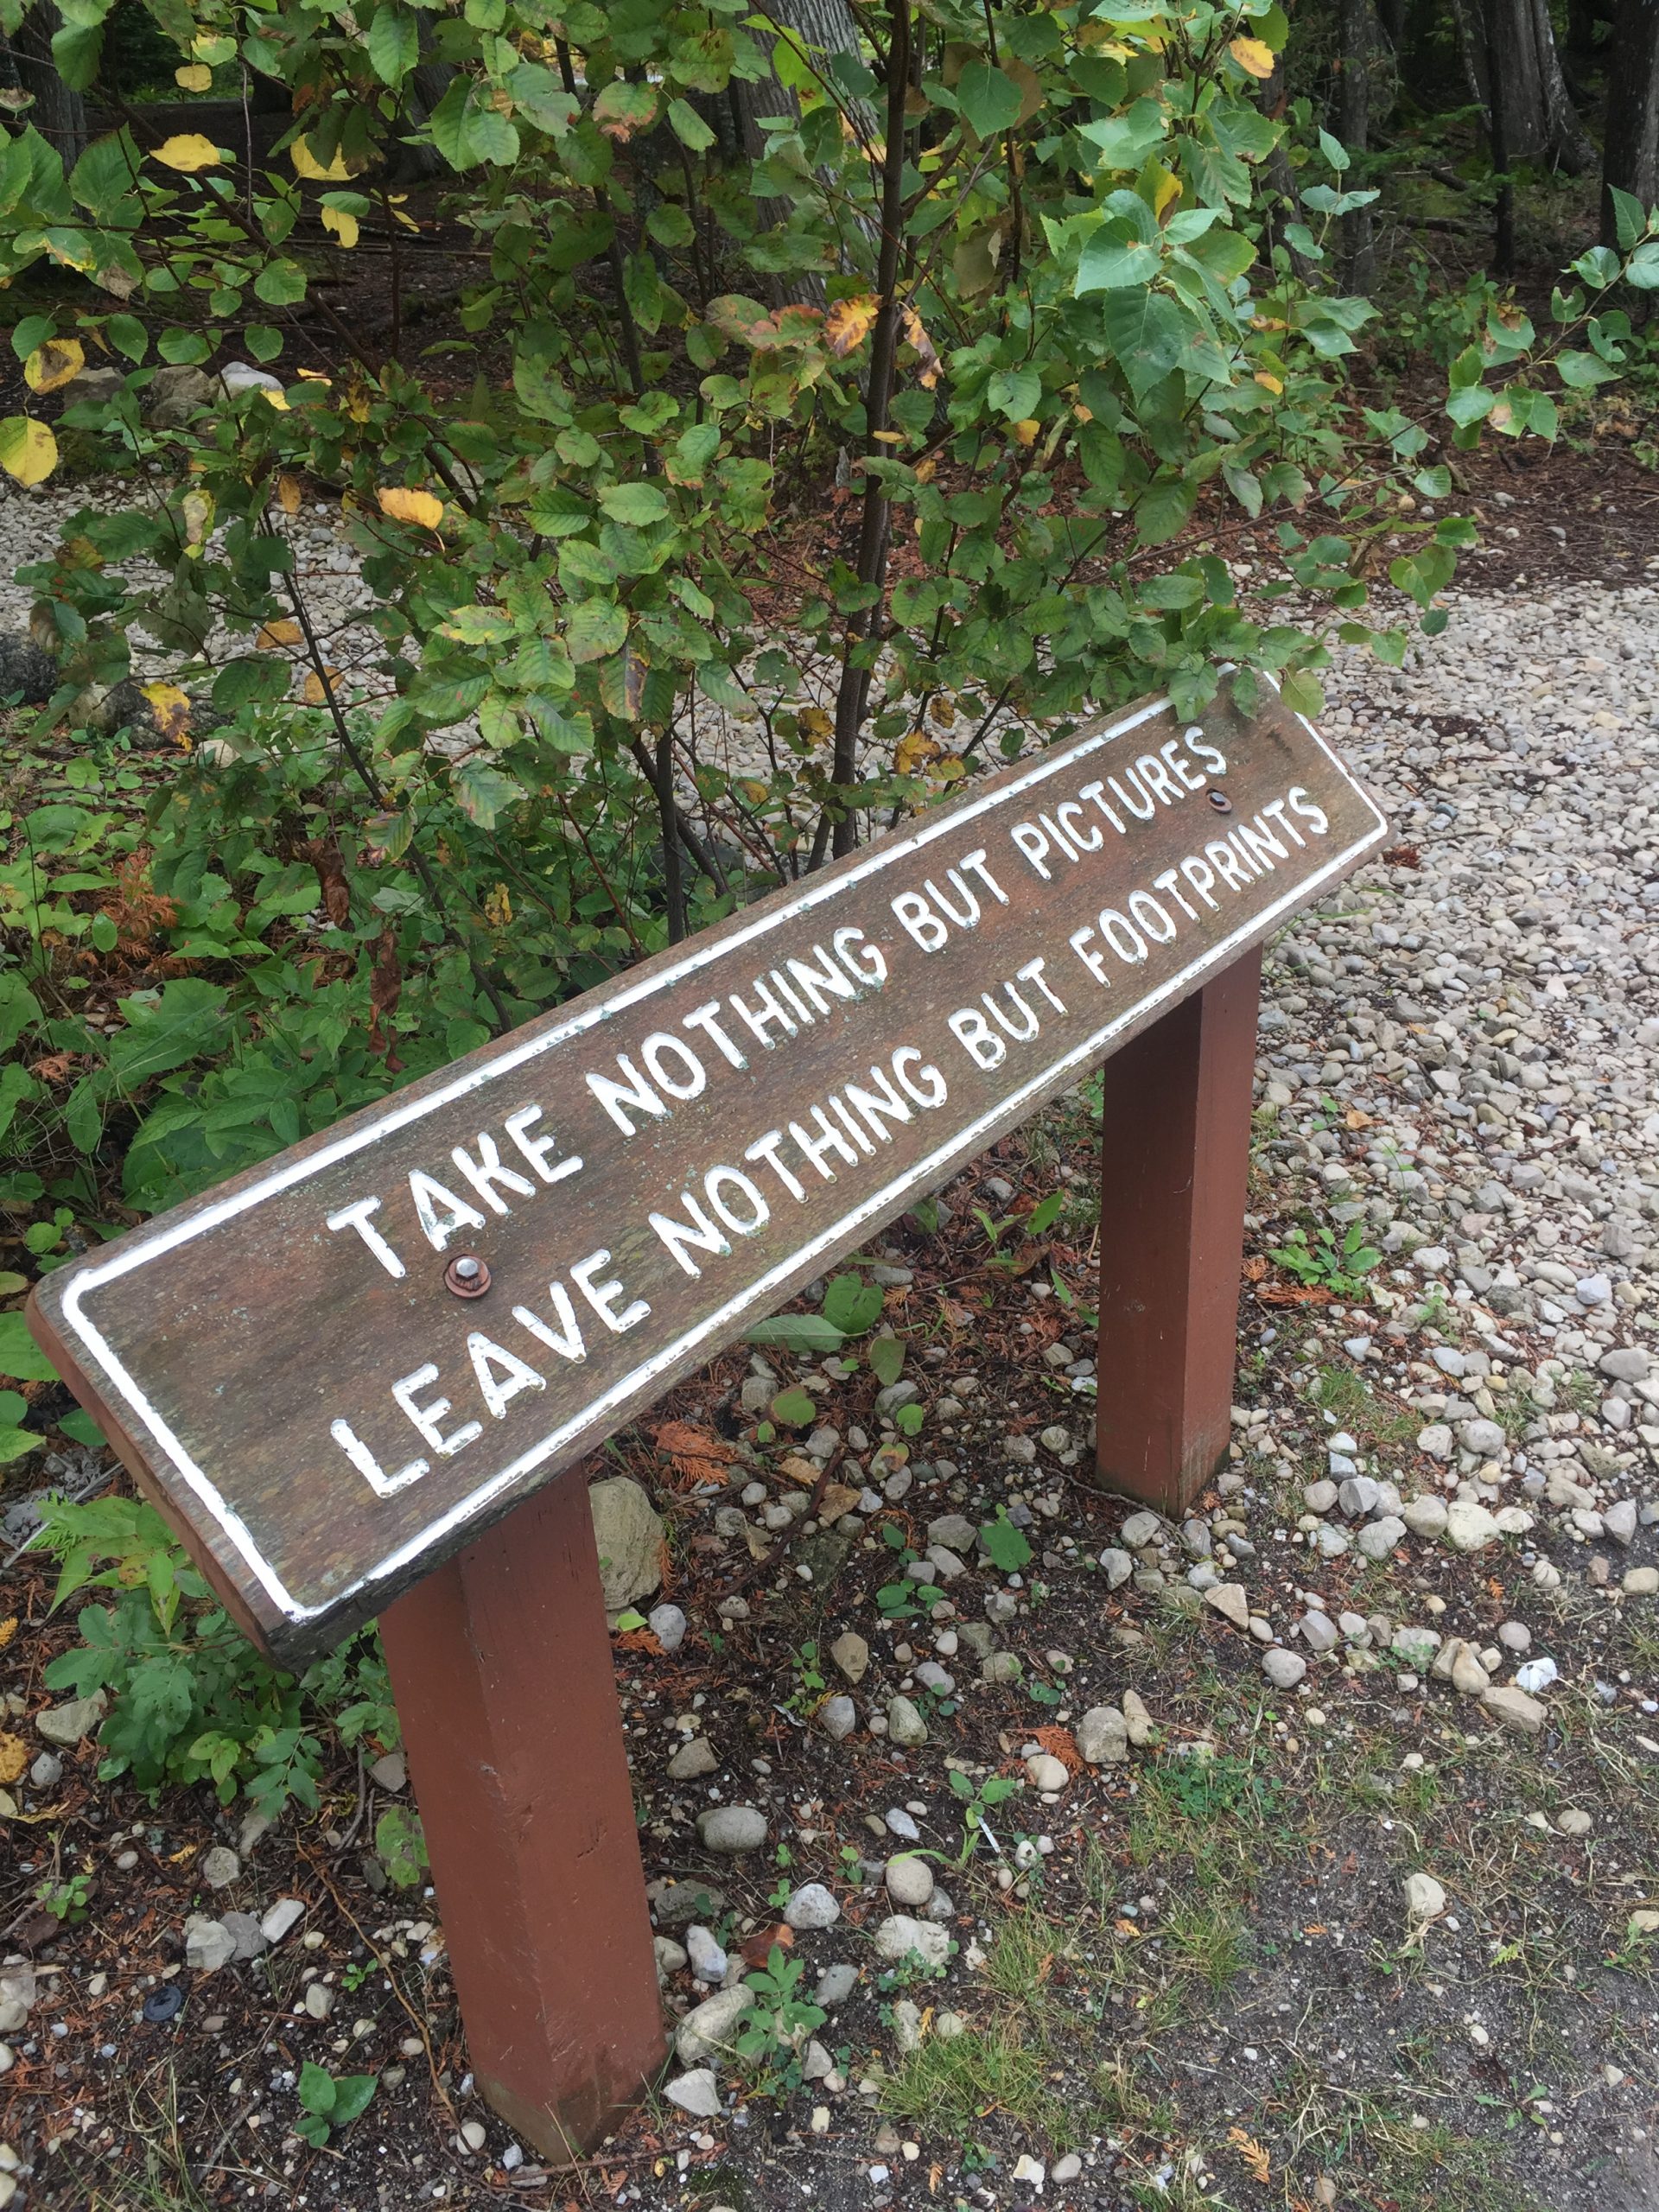 TAKE NOTHING BUT PICTURES
LEAVE NOTHING BUT FOOTPRINTS